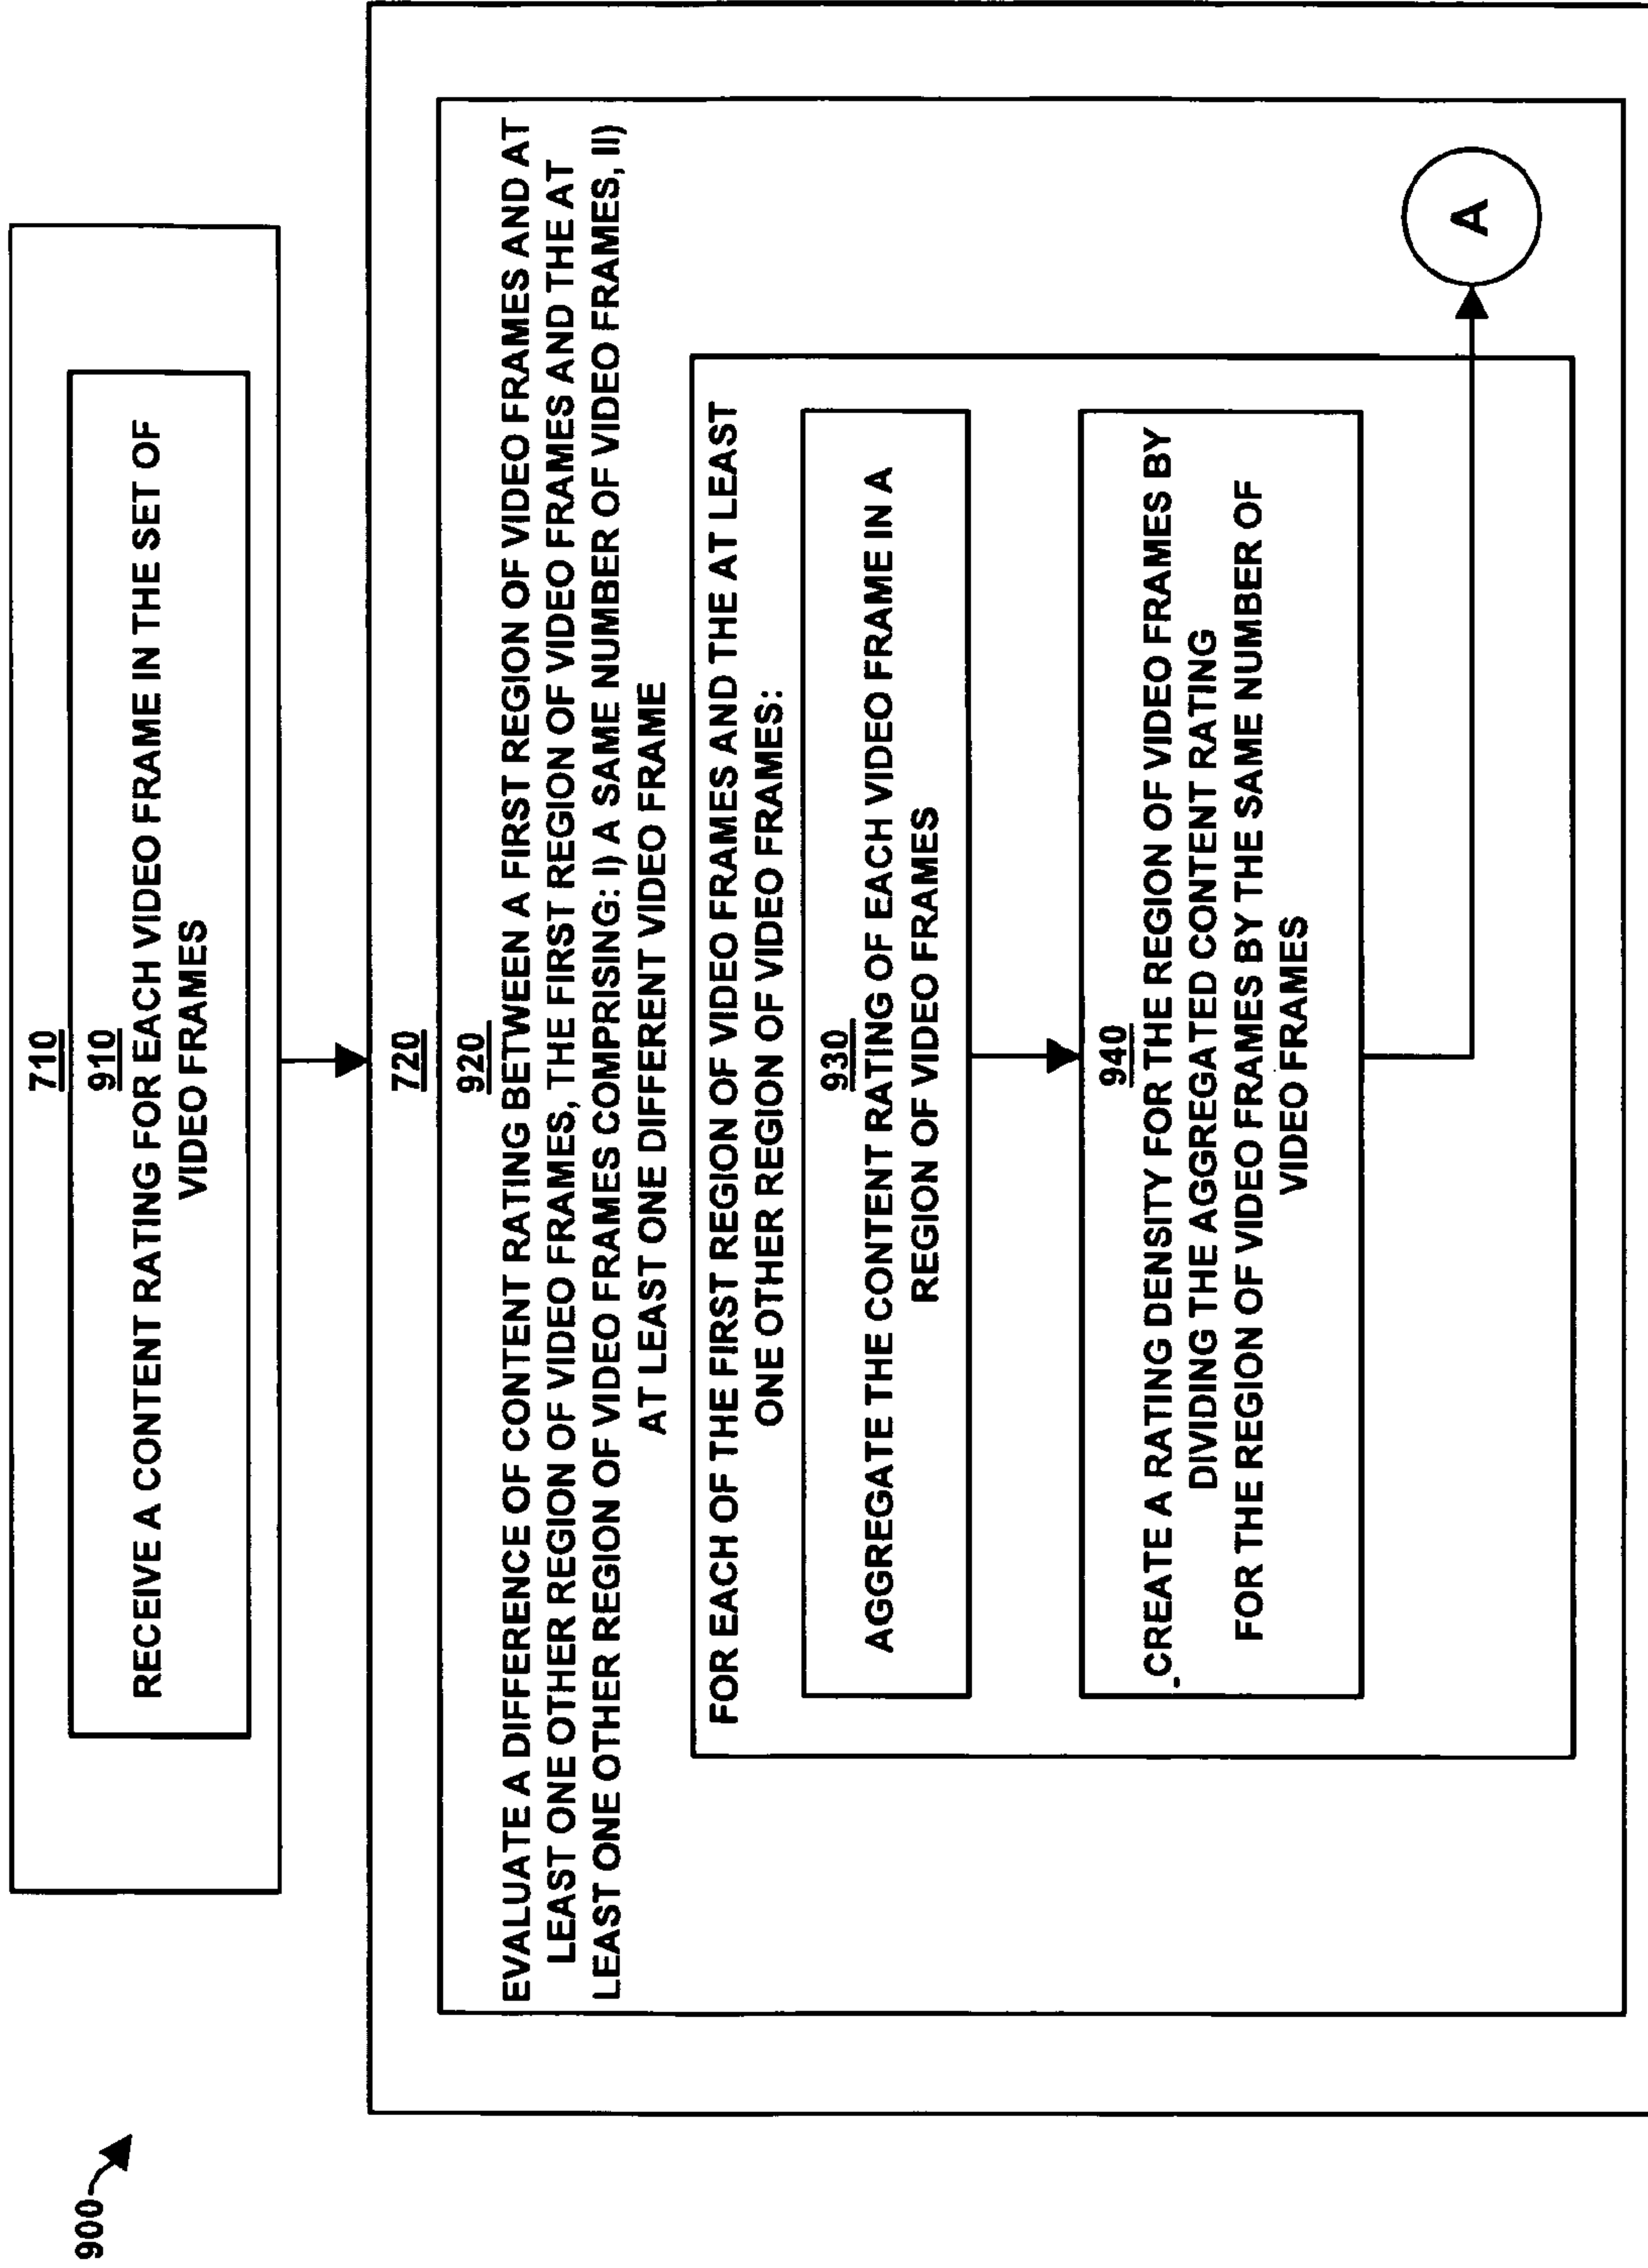 900
710
910
RECEIVE A CONTENT RATING FOR EACH VIDEO FRAME IN THE SET OF
VIDEO FRAMES
720
920
EVALUATE A DIFFERENCE OF CONTENT RATING BETWEEN A FIRST REGION OF VIDEO FRAMES AND AT
LEAST ONE OTHER REGION OF VIDEO FRAMES, THE FIRST REGION OF VIDEO FRAMES AND THE AT
LEAST ONE OTHER REGION OF VIDEO FRAMES COMPRISING: I) A SAME NUMBER OF VIDEO FRAMES, II)
AT LEAST ONE DIFFERENT VIDEO FRAME
FOR EACH OF THE FIRST REGION OF VIDEO FRAMES AND THE AT LEAST
ONE OTHER REGION OF VIDEO FRAMES:
930
AGGREGATE THE CONTENT RATING OF EACH VIDEO FRAME IN A
REGION OF VIDEO FRAMES
940
CREATE A RATING DENSITY FOR THE REGION OF VIDEO FRAMES BY
DIVIDING THE AGGREGATED CONTENT RATING
FOR THE REGION OF VIDEO FRAMES BY THE SAME NUMBER OF
VIDEO FRAMES
A